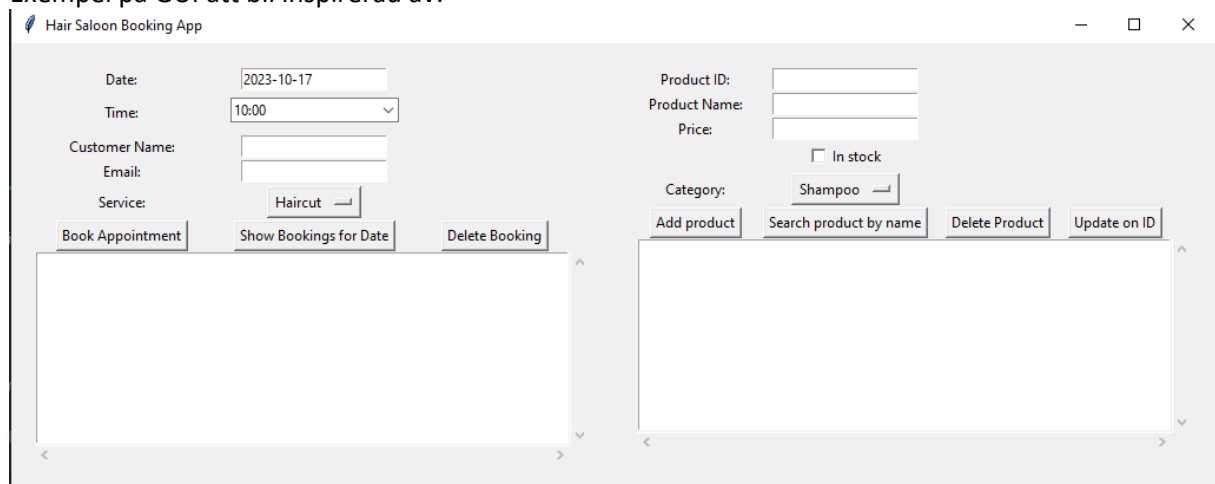 Exempel på GUI att bli inspirerad av:
Hair Saloon Booking App
Date:
2023-10-17
Time:
10:00
Customer Name:
Email:
Service:
Haircut
Book Appointment
Show Bookings for Date
Delete Booking
Product ID:
Product Name:
Price:
In stock
Category:
Shampoo
Add product
Search product by name
Delete Product
Update on ID